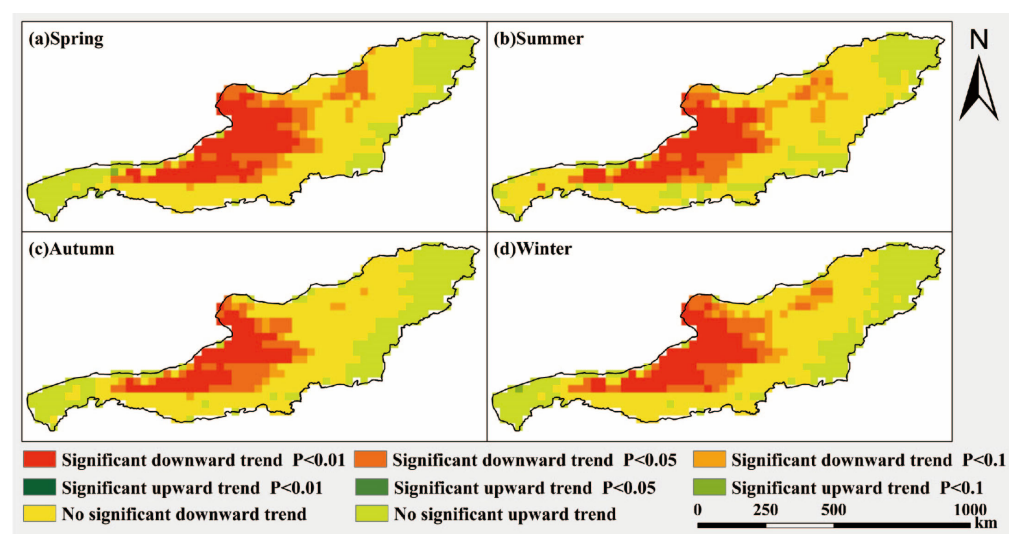 (a)Spring
(b)Summer
N
(c)Autumn
(d)Winter
Significant downward trend P<0.01
Significant downward trend P<0.05
Significant downward trend P<0.1
Significant upward trend P<0.01
Significant upward trend P<0.05
Significant upward trend P<0.1
No significant downward trend
No significant upward trend
0 250 500 1000
km